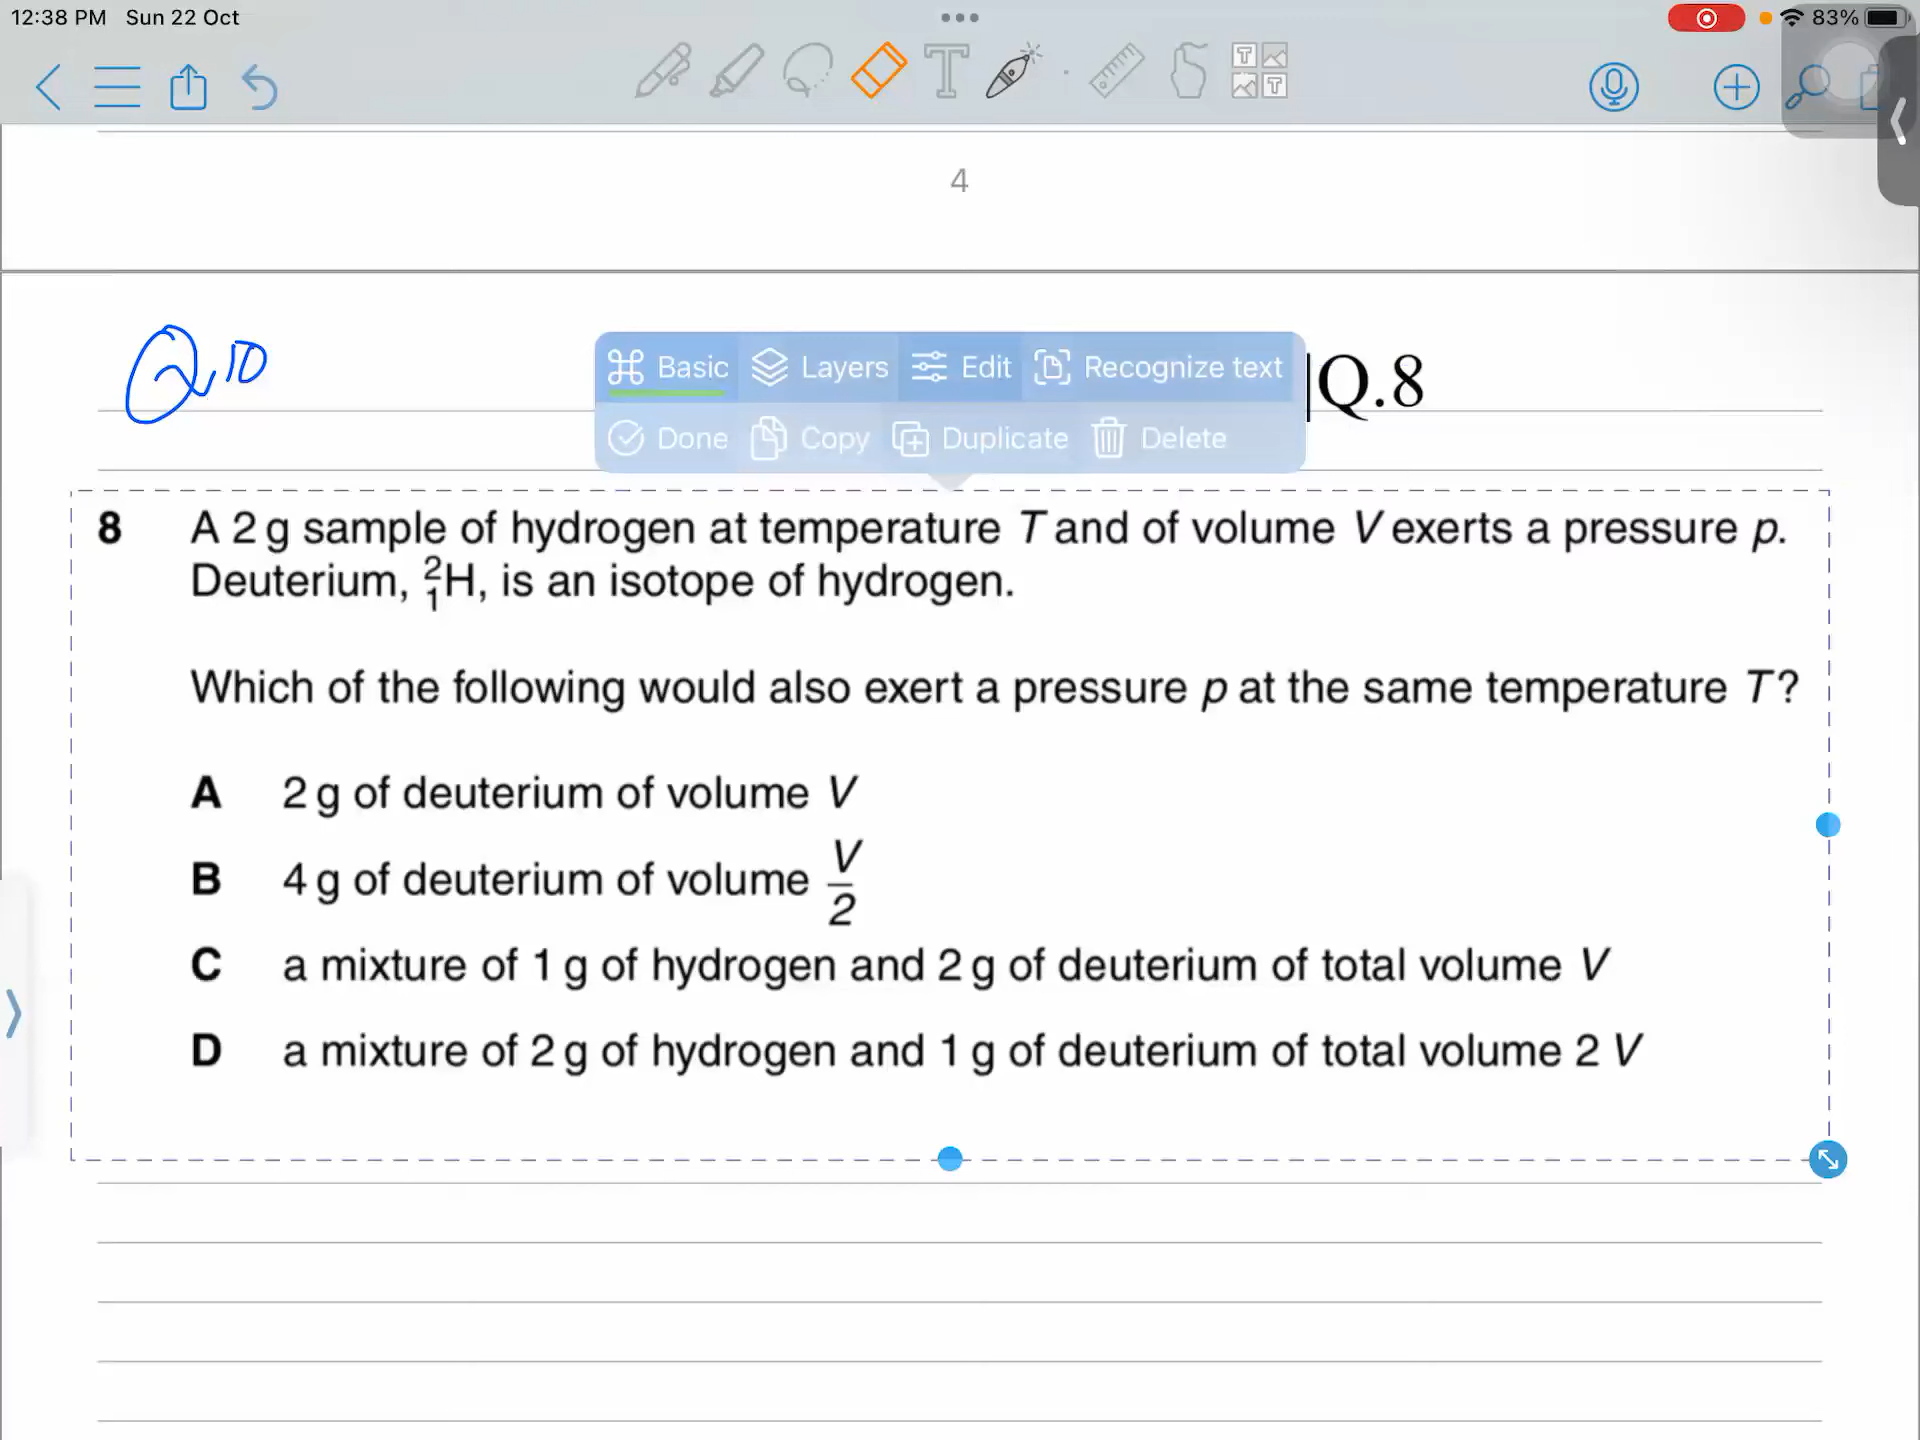 12:38 PM Sun 22 Oct
83%
4
Q10
Basic Layers Edit Recognize text
Q.8
Done Copy Duplicate Delete
8 A 2 g sample of hydrogen at temperature T and of volume V exerts a pressure p.
Deuterium, ²₁H, is an isotope of hydrogen.
Which of the following would also exert a pressure p at the same temperature T?
A 2 g of deuterium of volume V
B 4 g of deuterium of volume V/2
C a mixture of 1 g of hydrogen and 2 g of deuterium of total volume V
D a mixture of 2 g of hydrogen and 1 g of deuterium of total volume 2 V